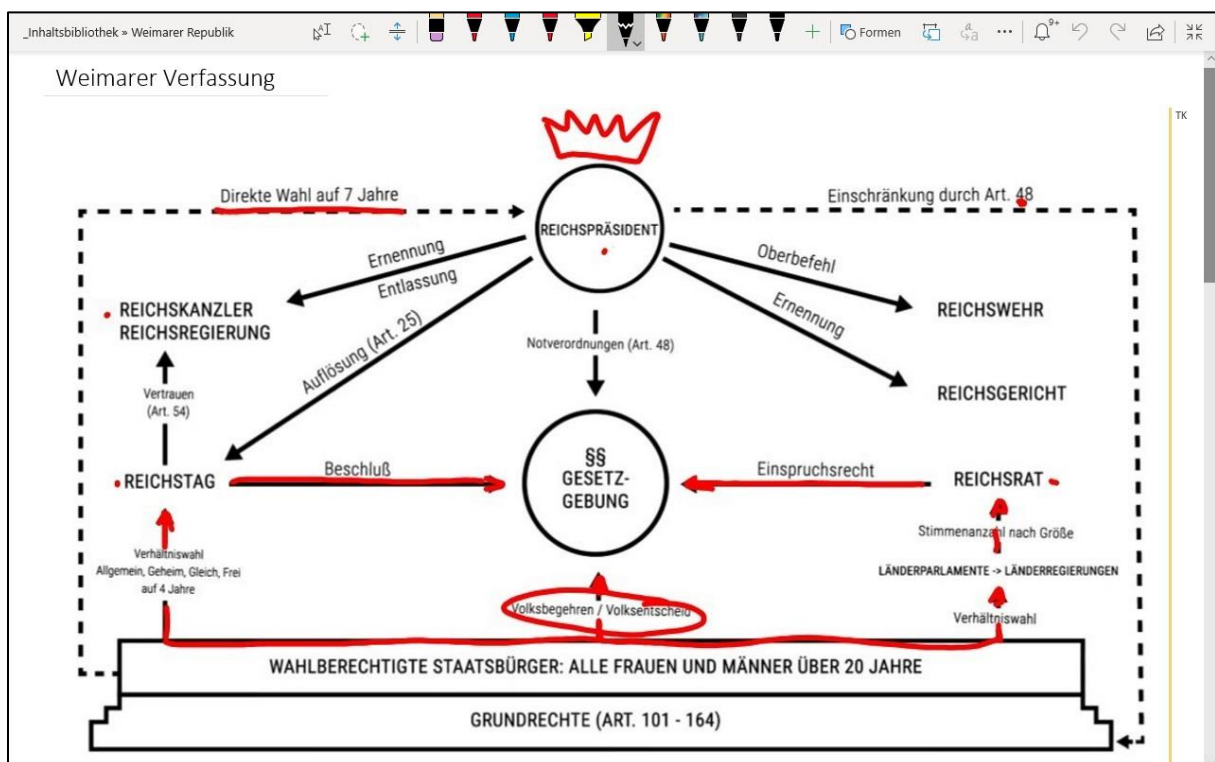 _Inhaltsbibliothek » Weimarer Republik
Formen
9+
Weimarer Verfassung
TK
Direkte Wahl auf 7 Jahre
Einschränkung durch Art. 48
REICHSPRÄSIDENT
Ernennung
Entlassung
Oberbefehl
Ernennung
REICHSKANZLER
REICHSREGIERUNG
Auflösung (Art. 25)
Notverordnungen (Art. 48)
REICHSWEHR
REICHSGERICHT
Vertrauen
(Art. 54)
REICHSTAG
Beschluß
§§
GESETZ-
GEBUNG
Einspruchsrecht
REICHSRAT
Stimmenanzahl nach Größe
Verhältniswahl
Allgemein, Geheim, Gleich, Frei
auf 4 Jahre
LÄNDERPARLAMENTE -> LÄNDERREGIERUNGEN
Volksbegehren / Volksentscheid
Verhältniswahl
WAHLBERECHTIGTE STAATSBÜRGER: ALLE FRAUEN UND MÄNNER ÜBER 20 JAHRE
GRUNDRECHTE (ART. 101 - 164)